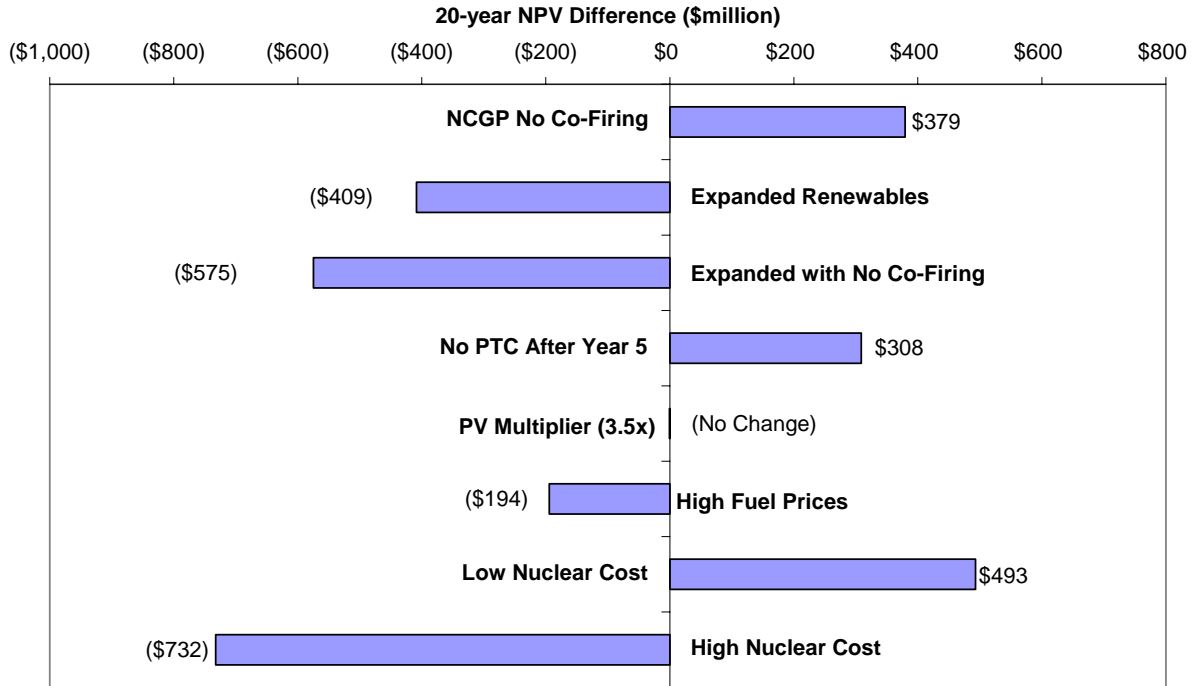 20-year NPV Difference ($million)
($1,000) ($800) ($600) ($400) ($200) $0 $200 $400 $600 $800
NCGP No Co-Firing $379
($409) Expanded Renewables
($575) Expanded with No Co-Firing
No PTC After Year 5 $308
PV Multiplier (3.5x) (No Change)
($194) High Fuel Prices
Low Nuclear Cost $493
($732) High Nuclear Cost